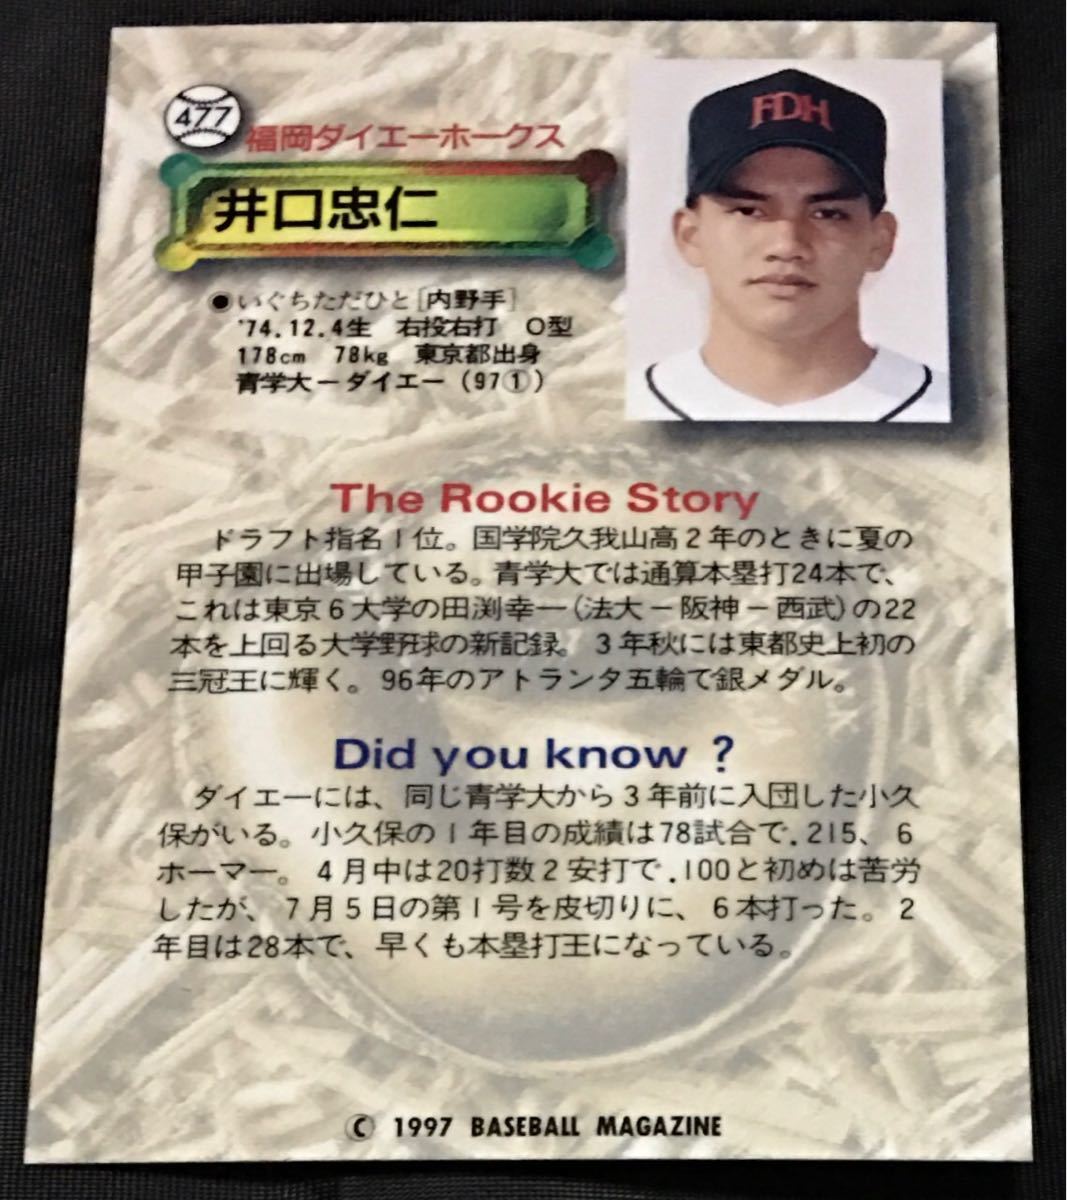 477
福岡ダイエーホークス
FDH
井口忠仁
●いぐちただひと[内野手]
'74.12.4生　右投右打　O型
178cm　78kg　東京都出身
青学大－ダイエー（97①）
The Rookie Story
ドラフト指名1位。国学院久我山高2年のときに夏の
甲子園に出場している。青学大では通算本塁打24本で、
これは東京6大学の田渕幸一（法大－阪神－西武）の22
本を上回る大学野球の新記録。3年秋には東都史上初の
三冠王に輝く。96年のアトランタ五輪で銀メダル。
Did you know ?
ダイエーには、同じ青学大から3年前に入団した小久
保がいる。小久保の1年目の成績は78試合で.215、6
ホーマー。4月中は20打数2安打で.100と初めは苦労
したが、7月5日の第1号を皮切りに、6本打った。2
年目は28本で、早くも本塁打王になっている。
© 1997 BASEBALL MAGAZINE